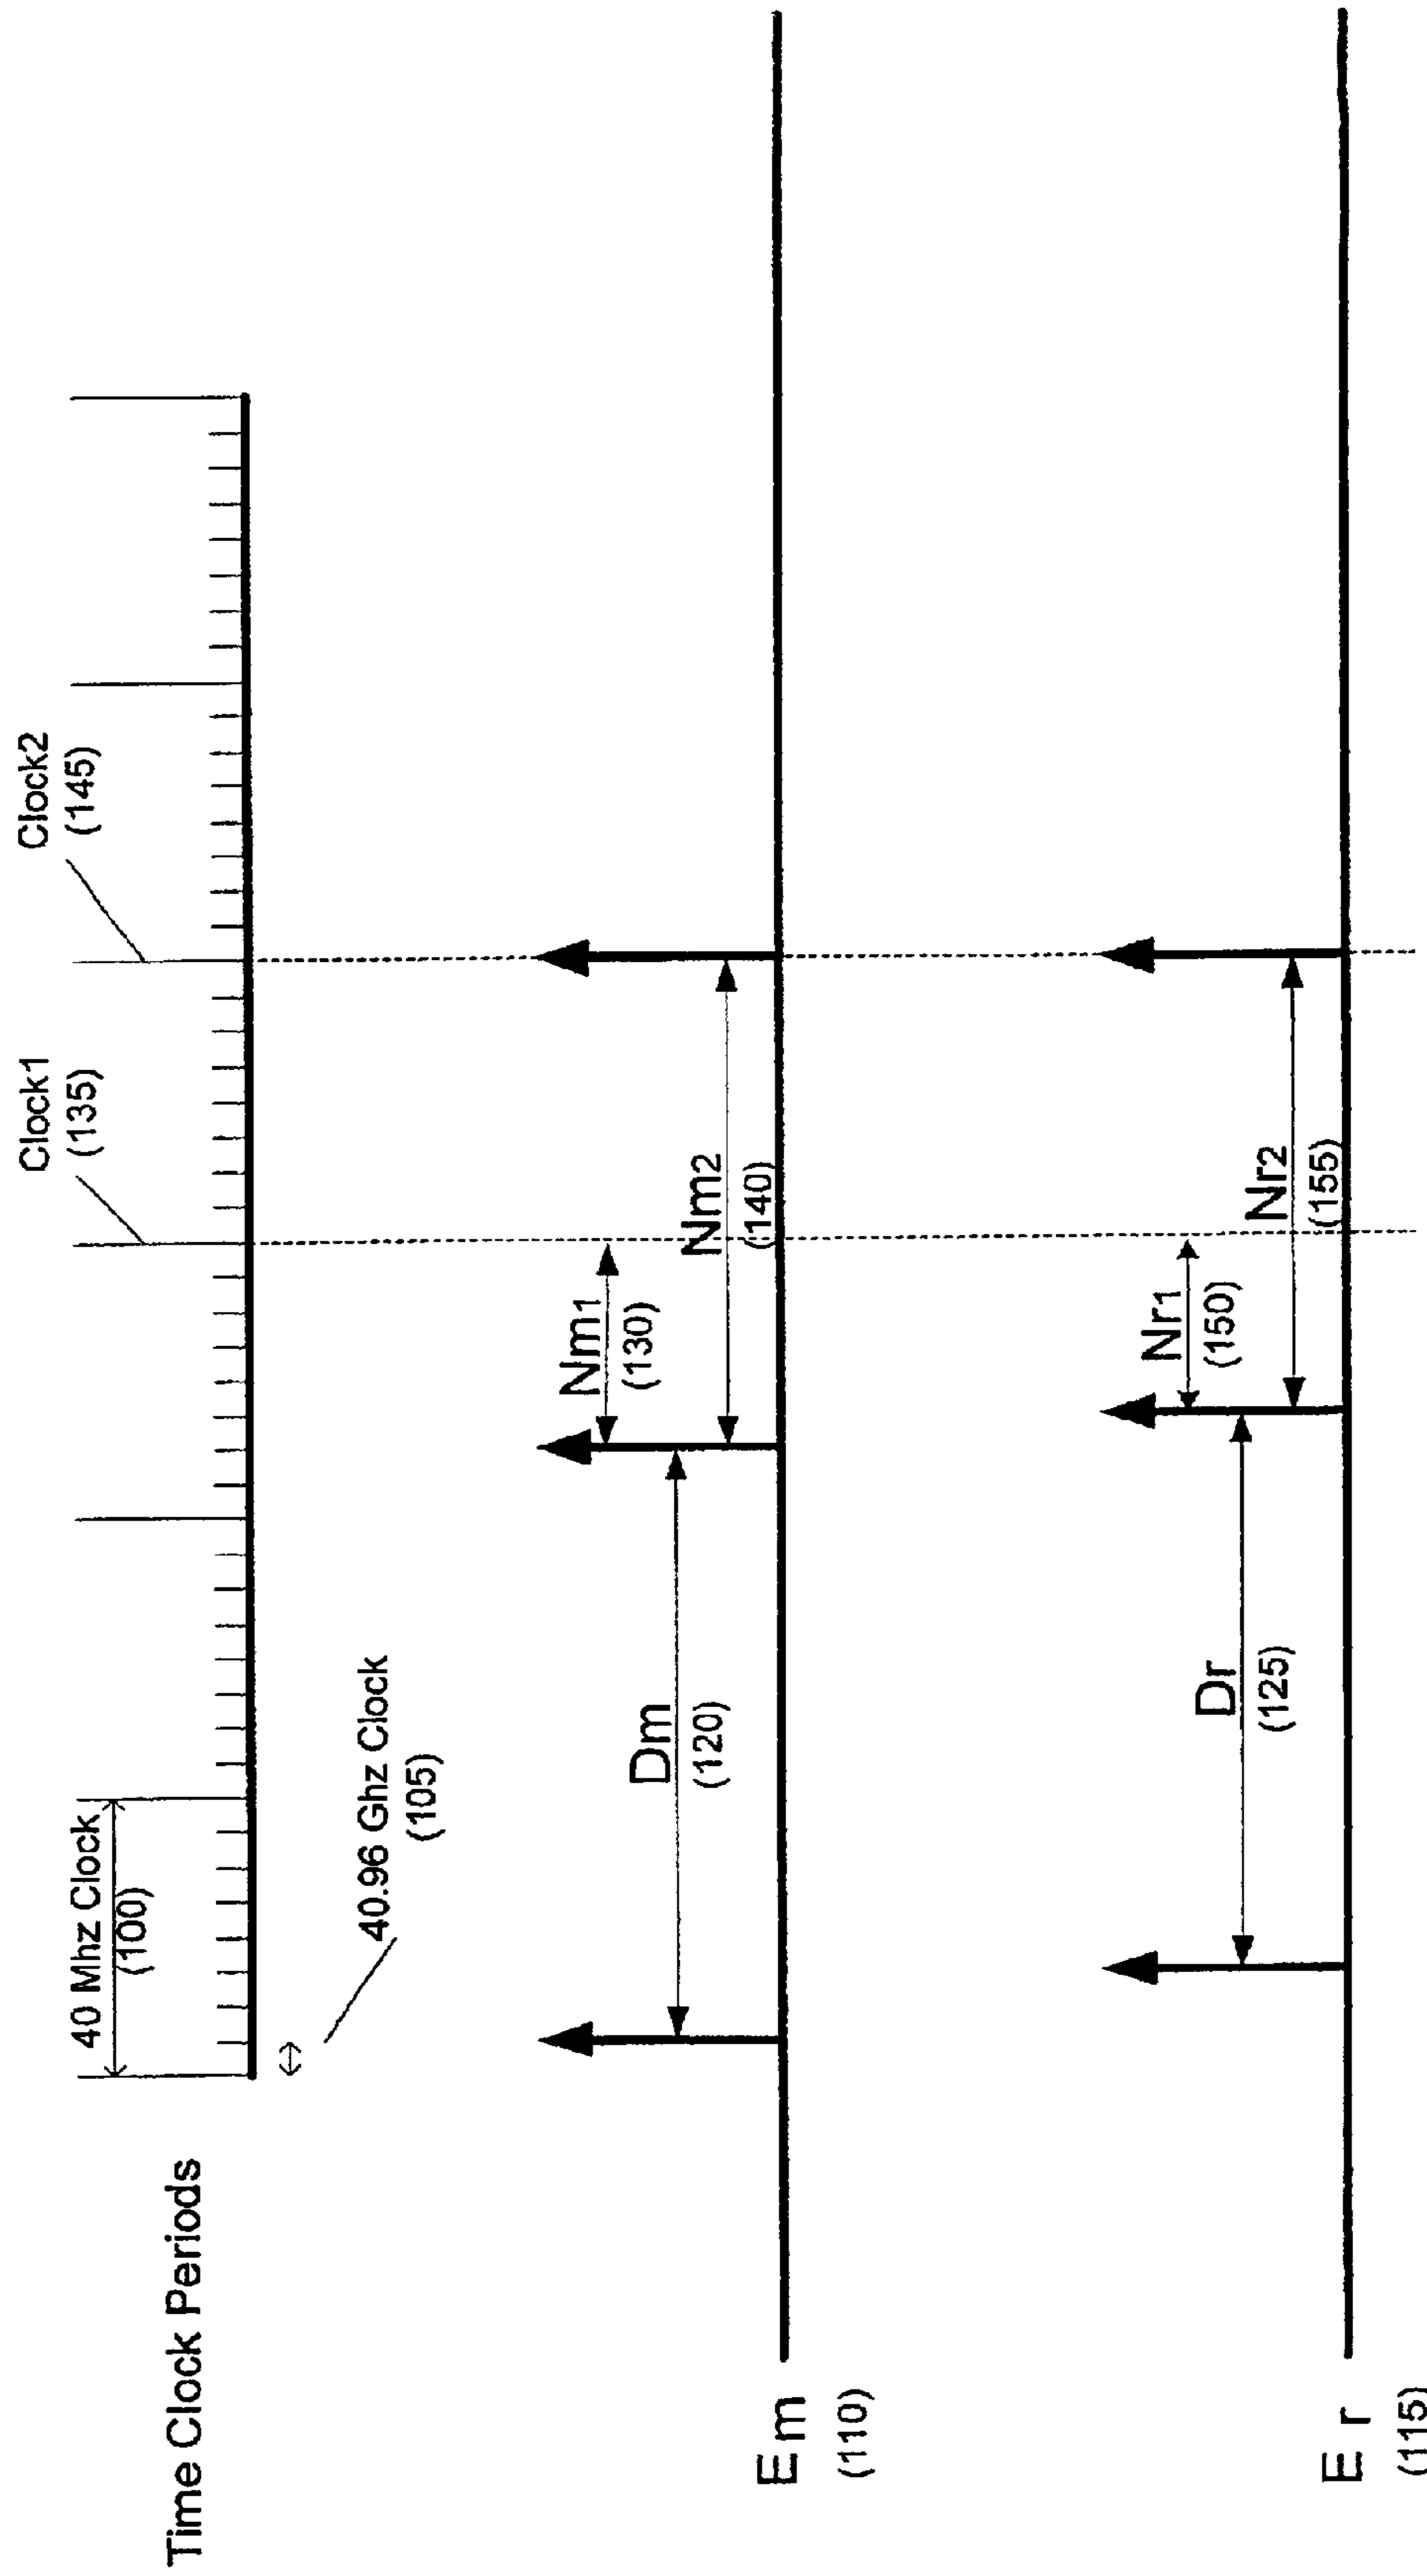 Time Clock Periods
40 Mhz Clock
(100)
40.96 Ghz Clock
(105)
Clock1
(135)
Clock2
(145)
Em
(110)
Dm
(120)
Nm1
(130)
Nm2
(140)
E r
(115)
Dr
(125)
Nr1
(150)
Nr2
(155)